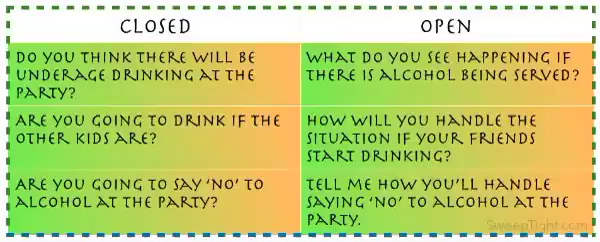 CLOSED
OPEN
DO YOU THINK THERE WILL BE
UNDERAGE DRINKING AT THE
PARTY?
WHAT DO YOU SEE HAPPENING IF
THERE IS ALCOHOL BEING SERVED?
ARE YOU GOING TO DRINK IF THE
OTHER KIDS ARE?
HOW WILL YOU HANDLE THE
SITUATION IF YOUR FRIENDS
START DRINKING?
ARE YOU GOING TO SAY ‘NO’ TO
ALCOHOL AT THE PARTY?
TELL ME HOW YOU’LL HANDLE
SAYING ‘NO’ TO ALCOHOL AT THE
PARTY.
SweepTight.com